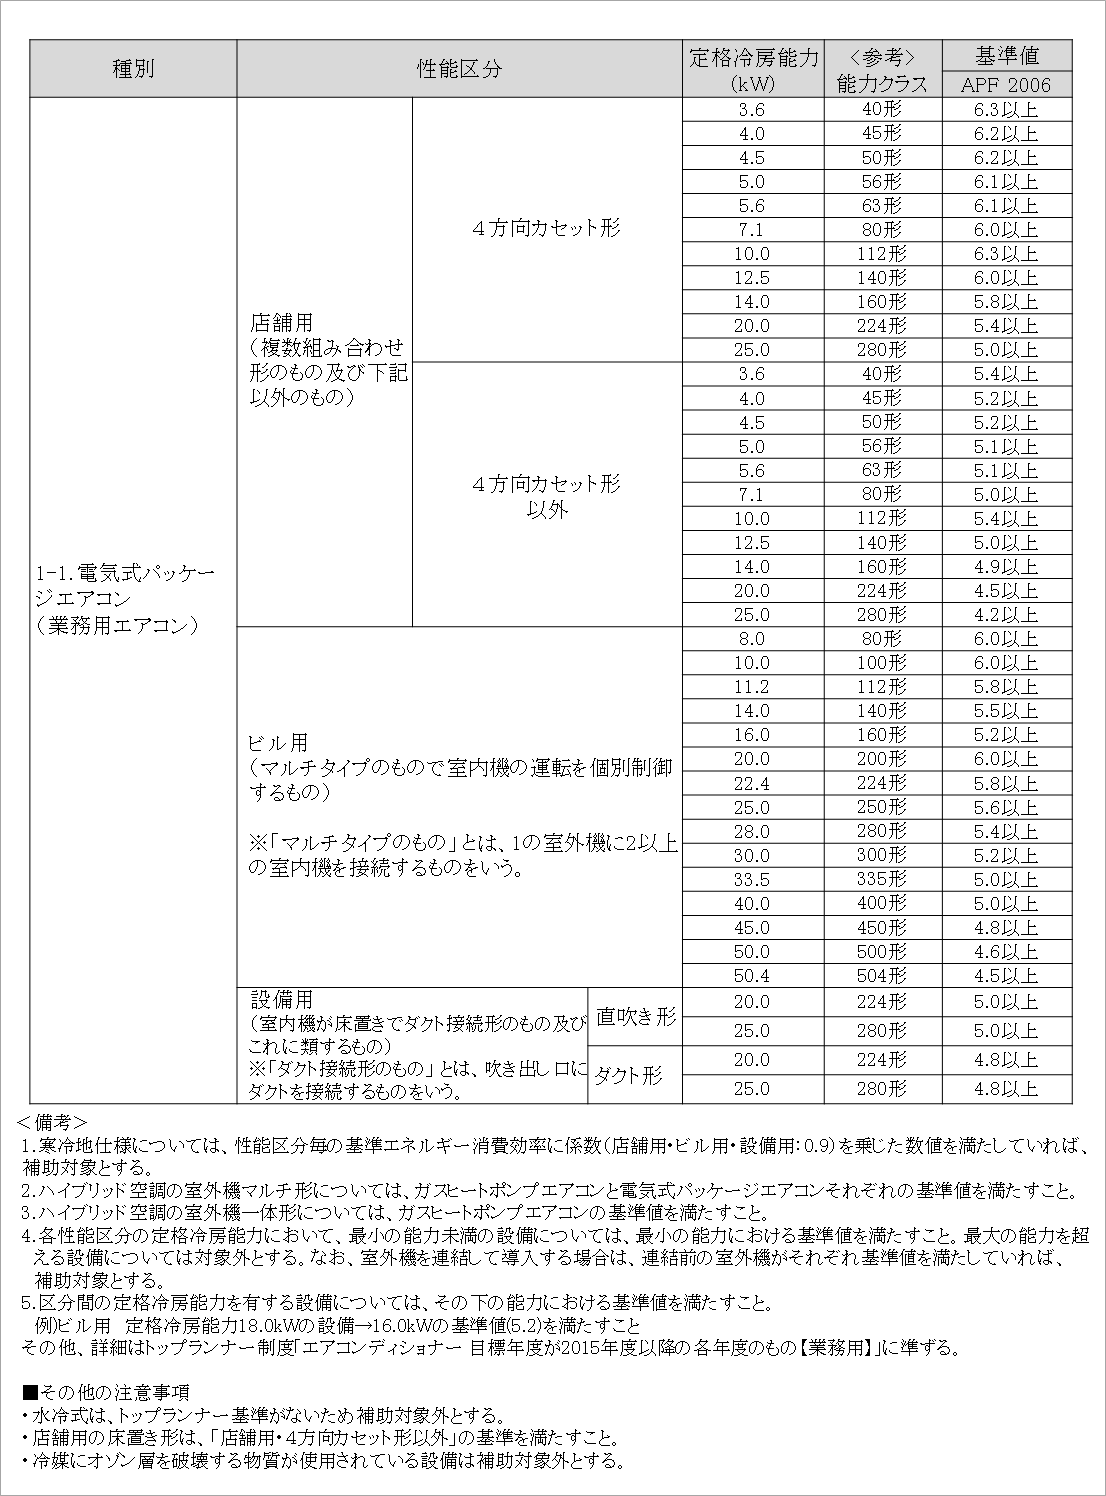 種別 性能区分 定格冷房能力(kW) <参考>能力クラス 基準値
APF 2006
1-1.電気式パッケー
ジエアコン
(業務用エアコン)
店舗用
(複数組み合わせ
形のもの及び下記
以外のもの)
4方向カセット形
3.6 40形 6.3以上
4.0 45形 6.2以上
4.5 50形 6.2以上
5.0 56形 6.1以上
5.6 63形 6.1以上
7.1 80形 6.0以上
10.0 112形 6.3以上
12.5 140形 6.0以上
14.0 160形 5.8以上
20.0 224形 5.4以上
25.0 280形 5.0以上
4方向カセット形
以外
3.6 40形 5.4以上
4.0 45形 5.2以上
4.5 50形 5.2以上
5.0 56形 5.1以上
5.6 63形 5.1以上
7.1 80形 5.0以上
10.0 112形 5.4以上
12.5 140形 5.0以上
14.0 160形 4.9以上
20.0 224形 4.5以上
25.0 280形 4.2以上
ビル用
(マルチタイプのもので室内機の運転を個別制御
するもの)
※「マルチタイプのもの」とは、1の室外機に2以上
の室内機を接続するものをいう。
8.0 80形 6.0以上
10.0 100形 6.0以上
11.2 112形 5.8以上
14.0 140形 5.5以上
16.0 160形 5.2以上
20.0 200形 6.0以上
22.4 224形 5.8以上
25.0 250形 5.6以上
28.0 280形 5.4以上
30.0 300形 5.2以上
33.5 335形 5.0以上
40.0 400形 5.0以上
45.0 450形 4.8以上
50.0 500形 4.6以上
50.4 504形 4.5以上
設備用
(室内機が床置きでダクト接続形のもの及び
これに類するもの)
※「ダクト接続形のもの」とは、吹き出し口に
ダクトを接続するものをいう。
直吹き形
20.0 224形 5.0以上
25.0 280形 5.0以上
ダクト形
20.0 224形 4.8以上
25.0 280形 4.8以上
<備考>
1.寒冷地仕様については、性能区分毎の基準エネルギー消費効率に係数(店舗用・ビル用・設備用:0.9)を乗じた数値を満たしていれば、
補助対象とする。
2.ハイブリッド空調の室外機マルチ形については、ガスヒートポンプエアコンと電気式パッケージエアコンそれぞれの基準値を満たすこと。
3.ハイブリッド空調の室外機一体形については、ガスヒートポンプエアコンの基準値を満たすこと。
4.各性能区分の定格冷房能力において、最小の能力未満の設備については、最小の能力における基準値を満たすこと。最大の能力を超
える設備については対象外とする。なお、室外機を連結して導入する場合は、連結前の室外機がそれぞれ基準値を満たしていれば、
補助対象とする。
5.区分間の定格冷房能力を有する設備については、その下の能力における基準値を満たすこと。
例)ビル用 定格冷房能力18.0kWの設備→16.0kWの基準値(5.2)を満たすこと
その他、詳細はトップランナー制度「エアコンディショナー 目標年度が2015年度以降の各年度のもの【業務用】」に準ずる。
■その他の注意事項
・水冷式は、トップランナー基準がないため補助対象外とする。
・店舗用の床置き形は、「店舗用・4方向カセット形以外」の基準を満たすこと。
・冷媒にオゾン層を破壊する物質が使用されている設備は補助対象外とする。